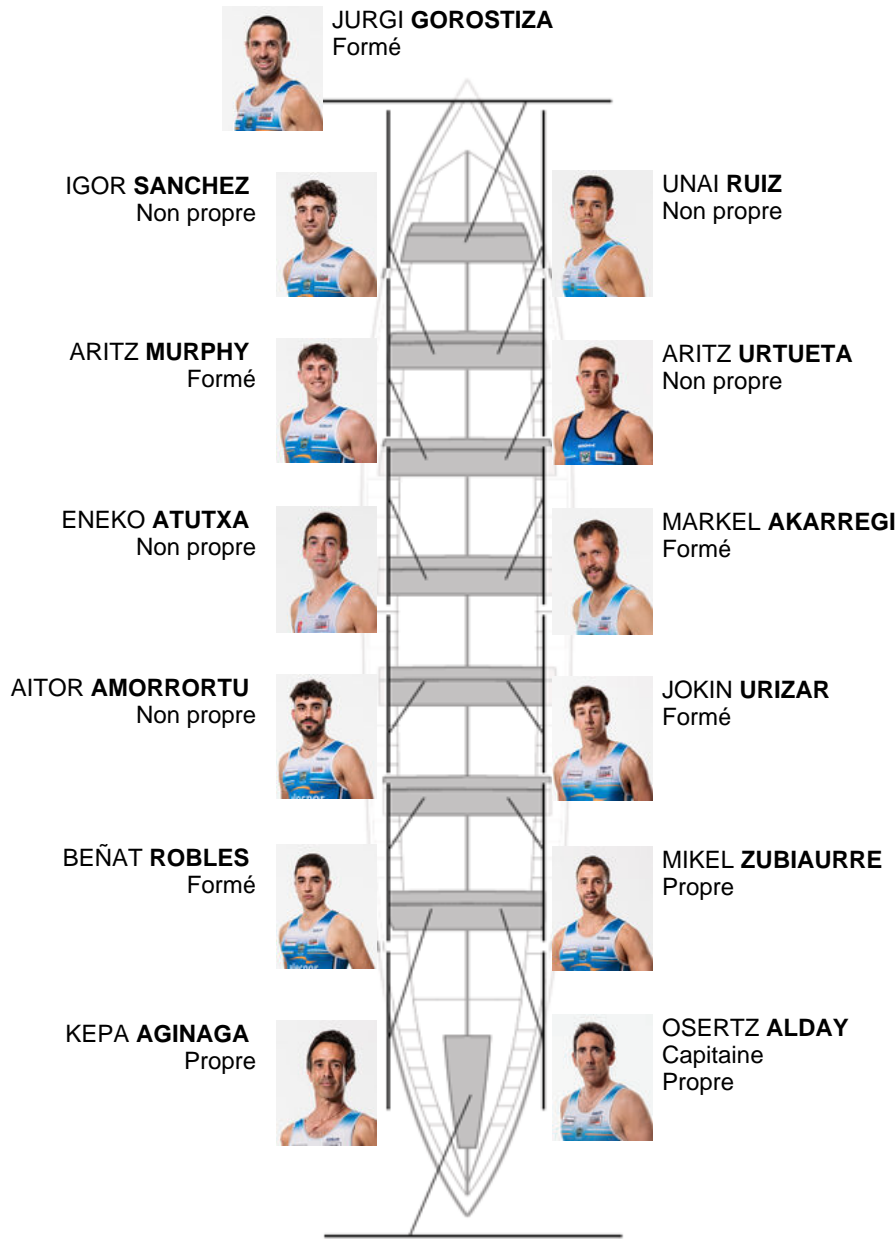 JURGI GOROSTIZA
Formé
IGOR SANCHEZ
Non propre
UNAI RUIZ
Non propre
ARITZ MURPHY
Formé
ARITZ URTUETA
Non propre
ENEKO ATUTXA
Non propre
MARKEL AKARREGI
Formé
AITOR AMORRORTU
Non propre
JOKIN URIZAR
Formé
BEÑAT ROBLES
Formé
MIKEL ZUBIAURRE
Propre
KEPA AGINAGA
Propre
OSERTZ ALDAY
Capitaine
Propre